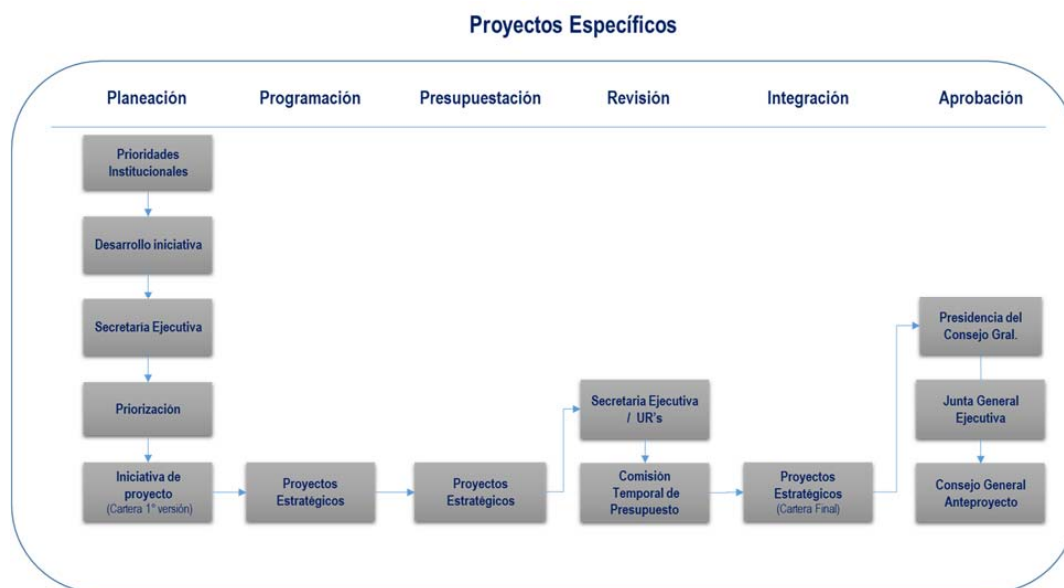 Proyectos Específicos
Planeación
Programación
Presupuestación
Revisión
Integración
Aprobación
Prioridades
Institucionales
Desarrollo iniciativa
Secretaría Ejecutiva
Priorización
Iniciativa de
proyecto
(Cartera 1° versión)
Proyectos
Estratégicos
Proyectos
Estratégicos
Secretaria Ejecutiva
/ UR's
Comisión
Temporal de
Presupuesto
Proyectos
Estratégicos
(Cartera Final)
Presidencia del
Consejo Gral.
Junta General
Ejecutiva
Consejo General
Anteproyecto